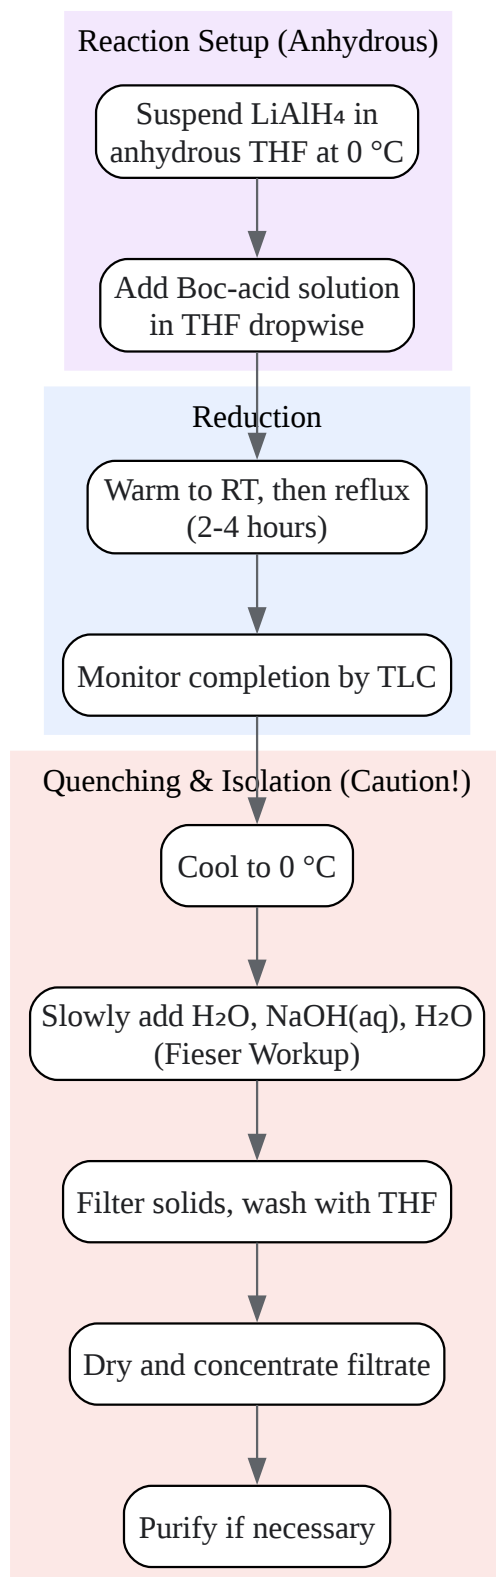 Reaction Setup (Anhydrous)
Suspend LiAlH₄ in
anhydrous THF at 0 °C
Add Boc-acid solution
in THF dropwise
Reduction
Warm to RT, then reflux
(2-4 hours)
Monitor completion by TLC
Quenching & Isolation (Caution!)
Cool to 0 °C
Slowly add H₂O, NaOH(aq), H₂O
(Fieser Workup)
Filter solids, wash with THF
Dry and concentrate filtrate
Purify if necessary